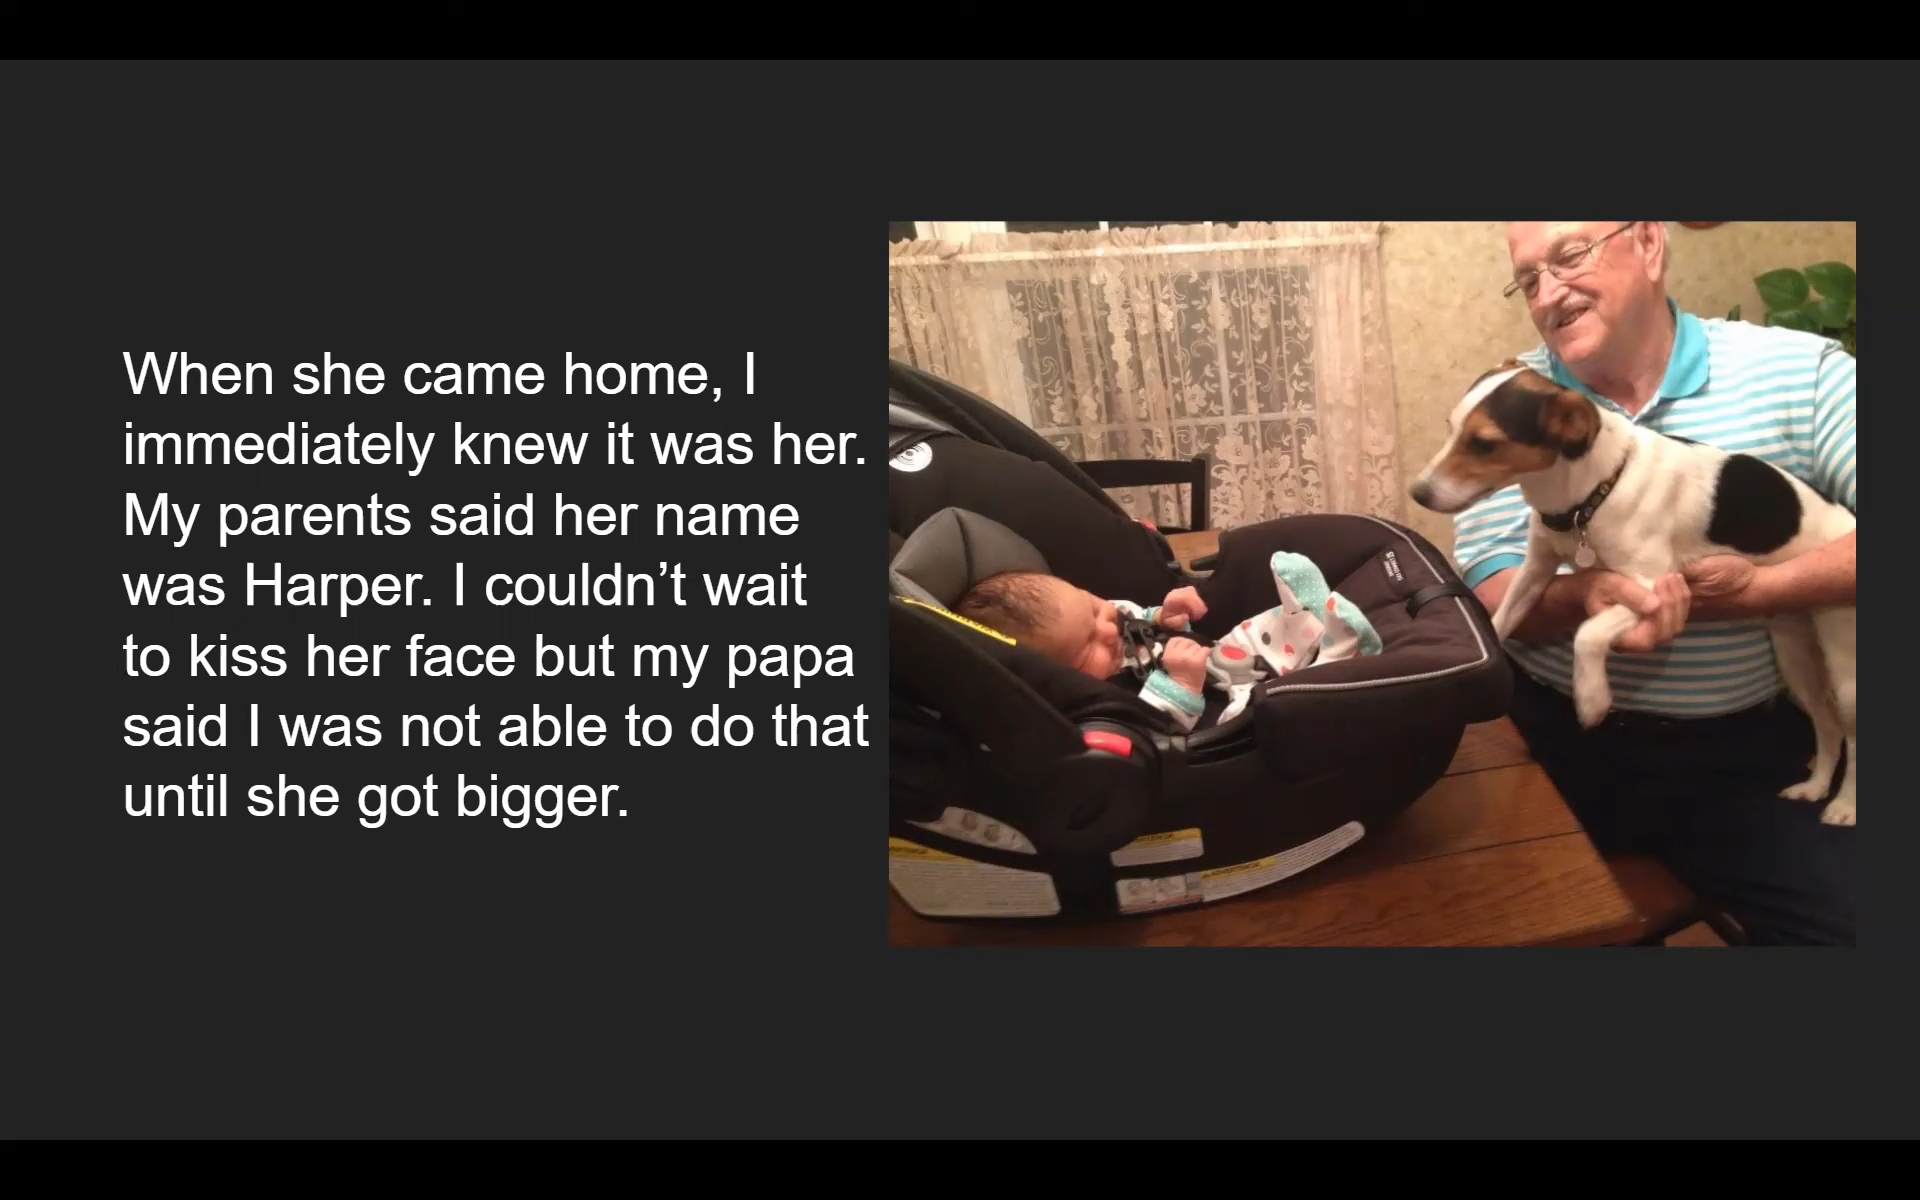 When she came home, I
immediately knew it was her.
My parents said her name
was Harper. I couldn’t wait
to kiss her face but my papa
said I was not able to do that
until she got bigger.